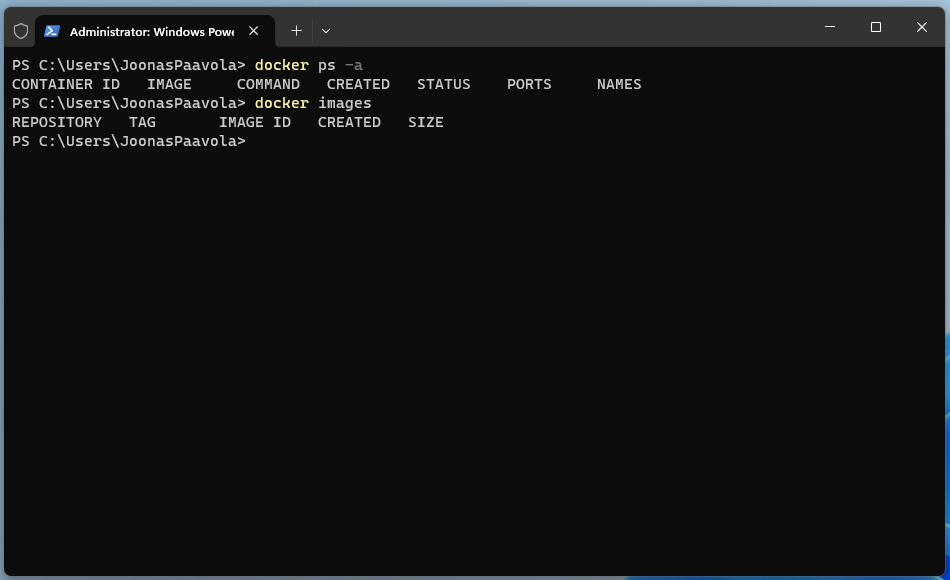 Administrator: Windows Powe
PS C:\Users\JoonasPaavola> docker ps -a
CONTAINER ID   IMAGE     COMMAND   CREATED   STATUS    PORTS     NAMES
PS C:\Users\JoonasPaavola> docker images
REPOSITORY   TAG       IMAGE ID   CREATED   SIZE
PS C:\Users\JoonasPaavola>